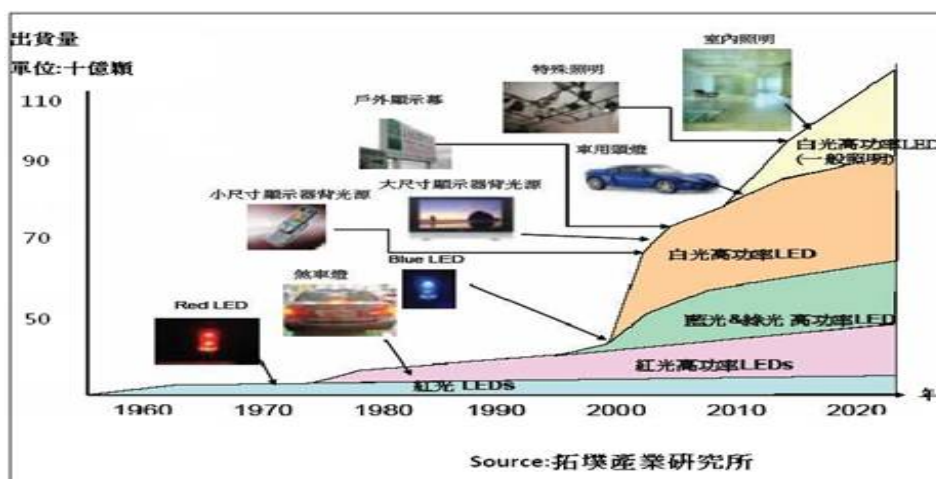 出貨量
單位:十億顆
110
90
70
50
室內照明
特殊照明
戶外顯示幕
車用頭燈
大尺寸顯示器背光源
小尺寸顯示器背光源
Blue LED
煞車燈
Red LED
白光高功率LED
(一般照明)
白光高功率LED
藍光&綠光 高功率LED
紅光高功率LEDs
紅光 LEDs
1960 1970 1980 1990 2000 2010 2020 年
Source:拓墣產業研究所